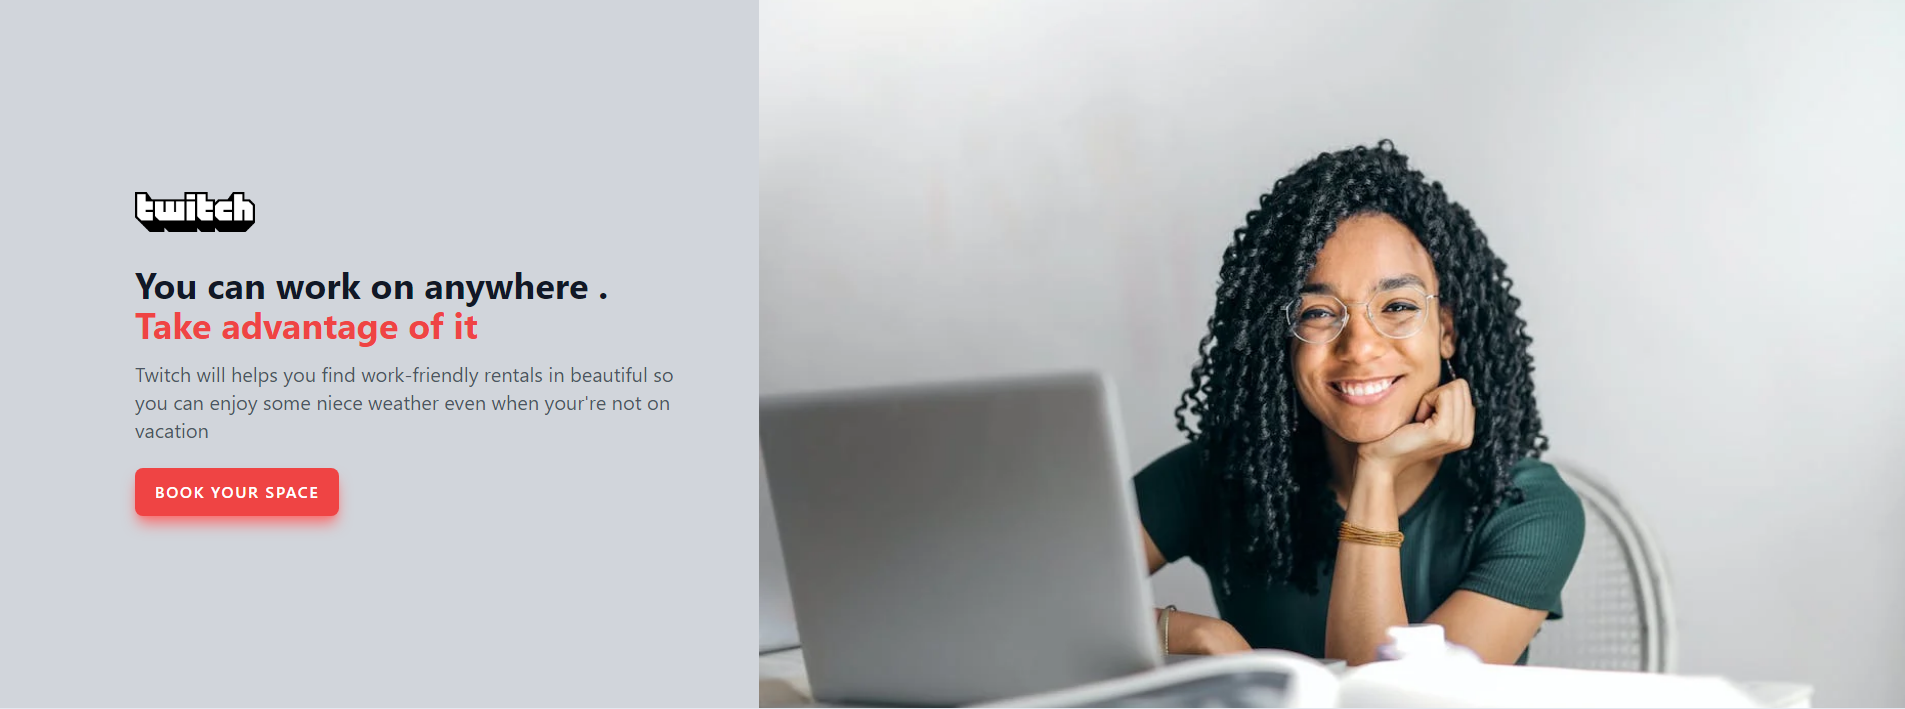 twitch
You can work on anywhere .
Take advantage of it
Twitch will helps you find work-friendly rentals in beautiful so
you can enjoy some niece weather even when your're not on
vacation
BOOK YOUR SPACE